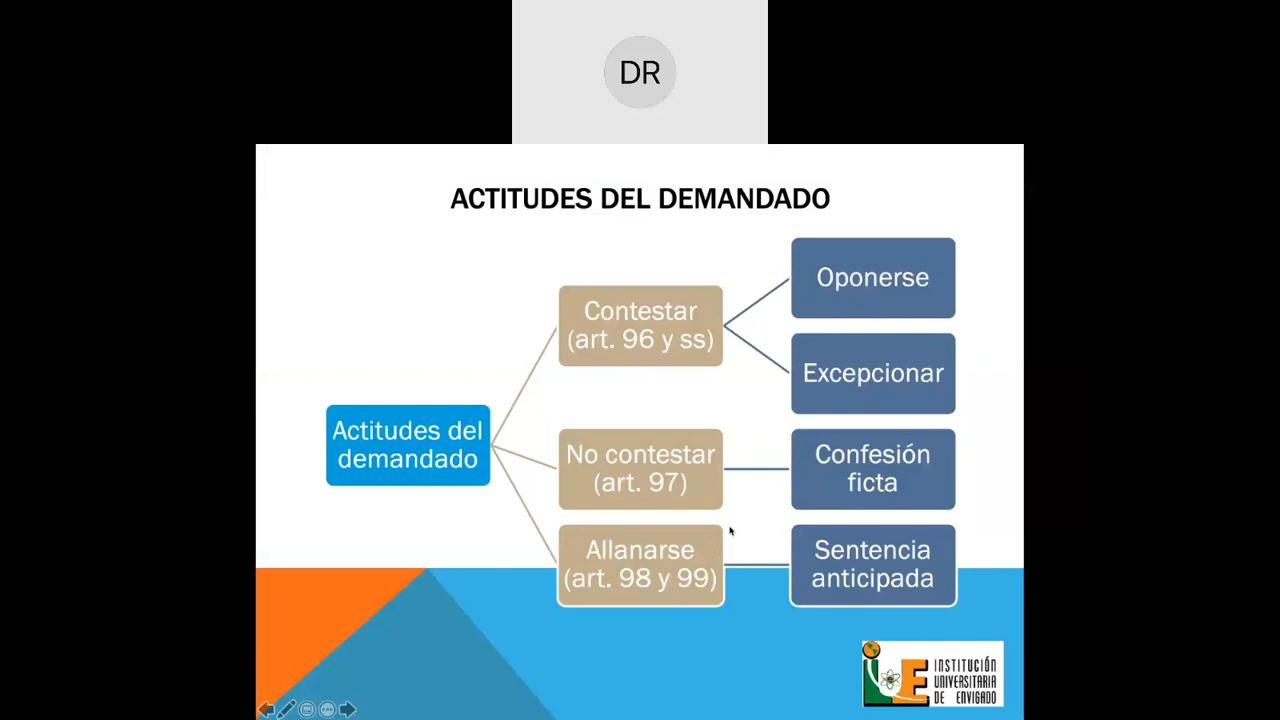 DR
ACTITUDES DEL DEMANDADO
Oponerse
Contestar
(art. 96 y ss)
Excepcionar
Actitudes del
demandado
No contestar
(art. 97)
Confesión
ficta
Allanarse
(art. 98 y 99)
Sentencia
anticipada
iE
INSTITUCIÓN
UNIVERSITARIA
DE ENVIGADO